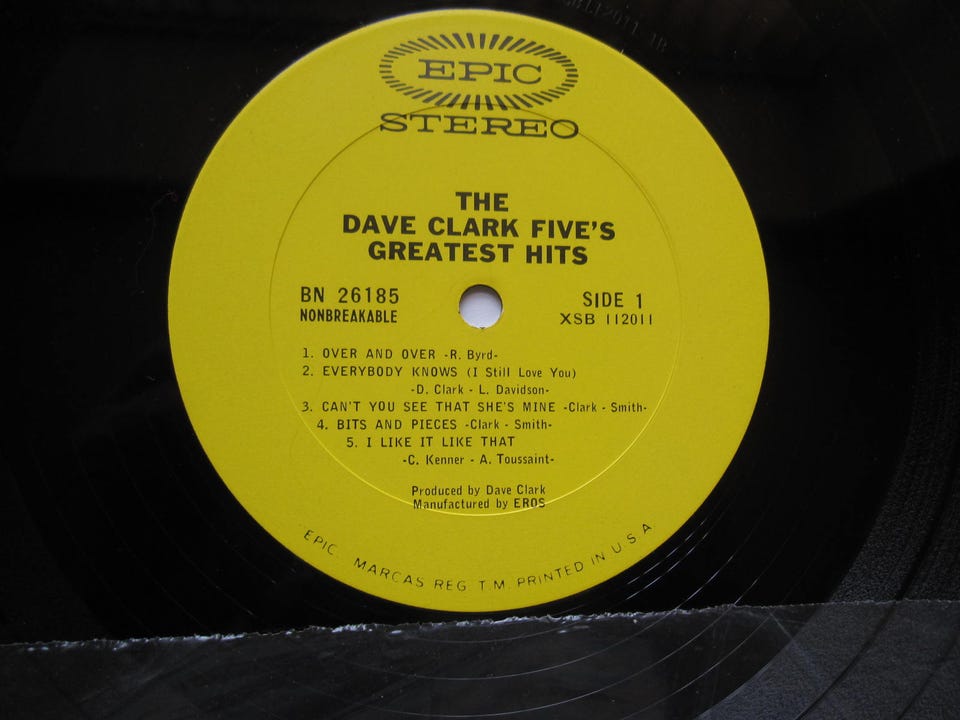 EPIC
STEREO
THE
DAVE CLARK FIVE'S
GREATEST HITS
BN 26185
NONBREAKABLE
SIDE 1
XSB 112011
1. OVER AND OVER -R. Byrd-
2. EVERYBODY KNOWS (I Still Love You)
-D. Clark - L. Davidson-
3. CAN'T YOU SEE THAT SHE'S MINE -Clark - Smith-
4. BITS AND PIECES -Clark - Smith-
5. I LIKE IT LIKE THAT
-C. Kenner - A. Toussaint-
Produced by Dave Clark
Manufactured by EROS
EPIC. MARCAS REG T.M. PRINTED IN U.S.A